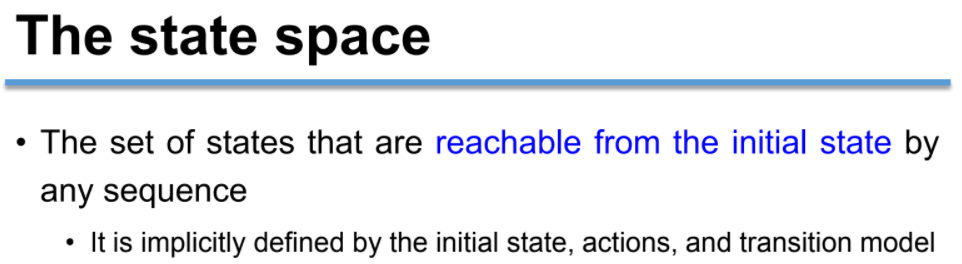 The state space
• The set of states that are reachable from the initial state by
any sequence
• It is implicitly defined by the initial state, actions, and transition model